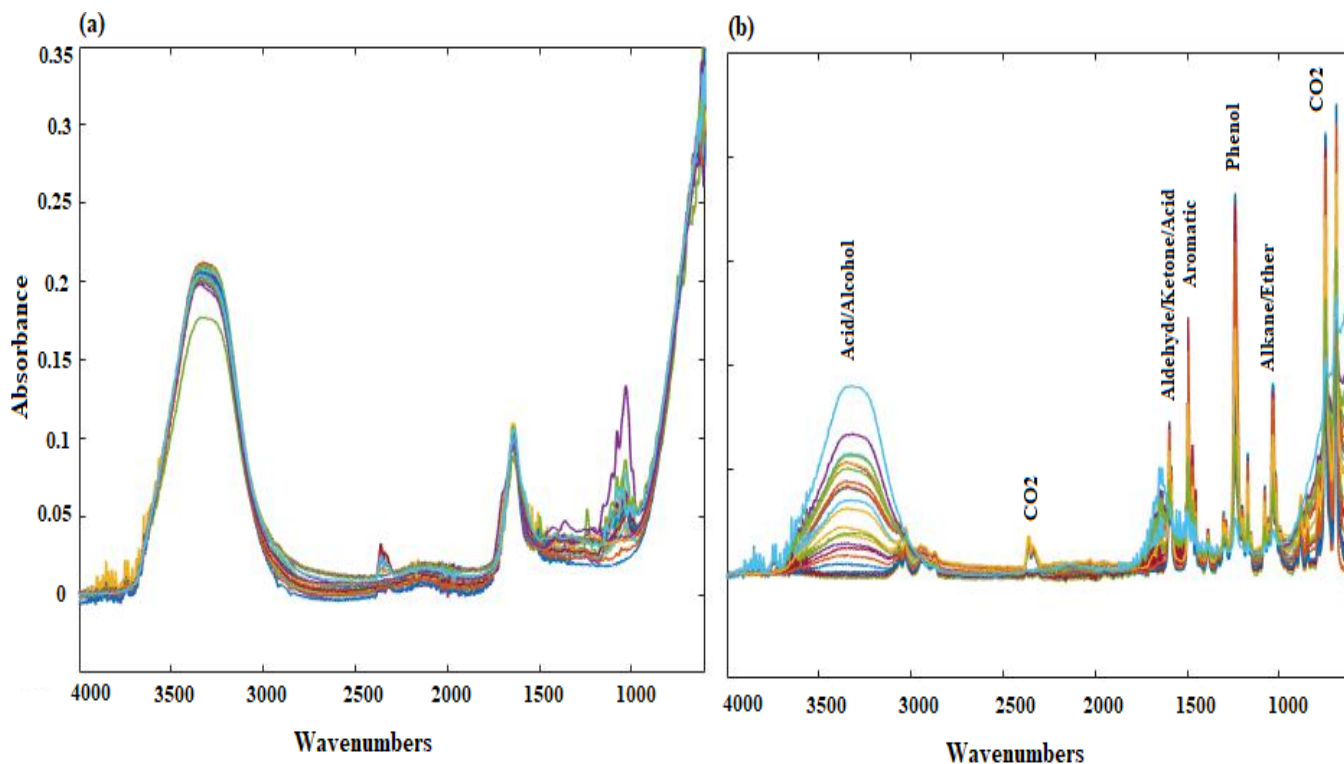 (a)
0.35
0.3
0.25
0.2
0.15
0.1
0.05
0
Absorbance
4000 3500 3000 2500 2000 1500 1000
Wavenumbers
(b)
Acid/Alcohol
CO2
Aldehyde/Ketone/Acid
Aromatic
Phenol
Alkane/Ether
CO2
4000 3500 3000 2500 2000 1500 1000
Wavenumbers